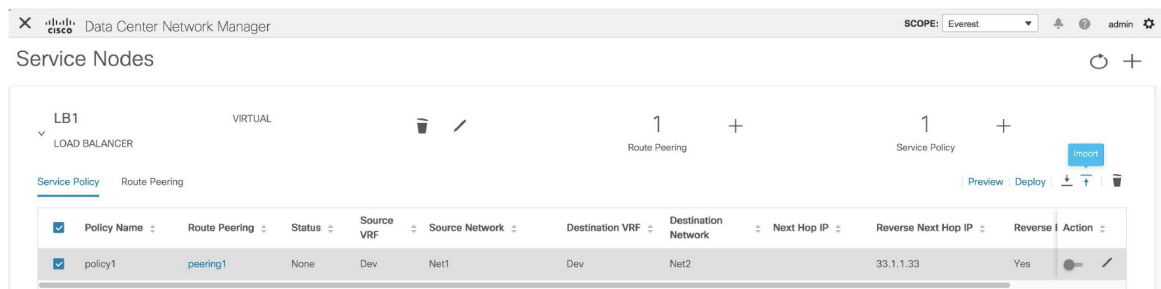 CISCO Data Center Network Manager SCOPE: Everest admin
Service Nodes
LB1 VIRTUAL 1 1
LOAD BALANCER Route Peering Service Policy
Import
Service Policy Route Peering Preview Deploy
Policy Name Route Peering Status Source VRF Source Network Destination VRF Destination Network Next Hop IP Reverse Next Hop IP Reverse Action
policy1 peering1 None Dev Net1 Dev Net2 33.1.1.33 Yes